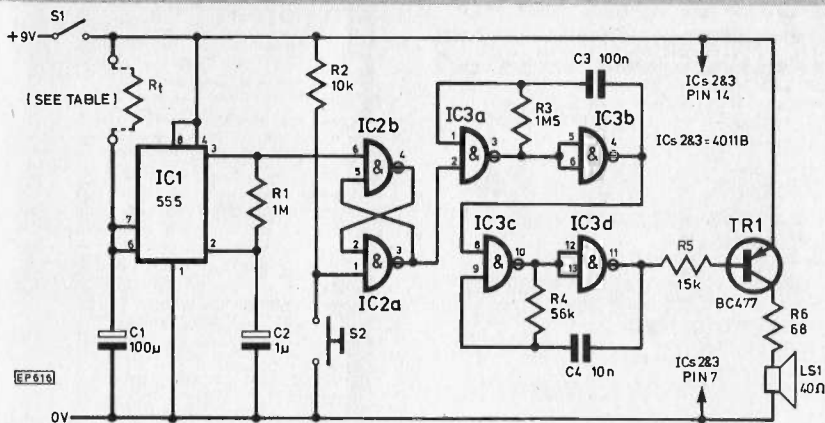 S1
+9V
Rt
(SEE TABLE)
8 4
3
IC1
555
7
6
2
1
R1
1M
C1
100µ
C2
1µ
EP616
0V
R2
10k
IC2b
6
5
&
4
2
1
&
3
IC2a
S2
IC3a
1
2
&
3
R3
1M5
C3 100n
IC3b
5
6
&
4
IC3c
8
9
&
10
IC3d
12
13
&
11
R4
56k
C4 10n
R5
15k
ICs 2&3
PIN 14
ICs 2&3 = 4011B
TR1
BC477
R6
68
LS1
40Ω
ICs 2&3
PIN 7